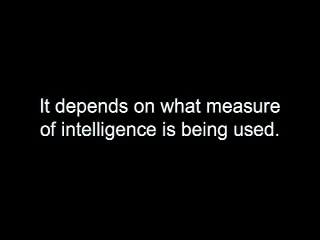 It depends on what measure
of intelligence is being used.